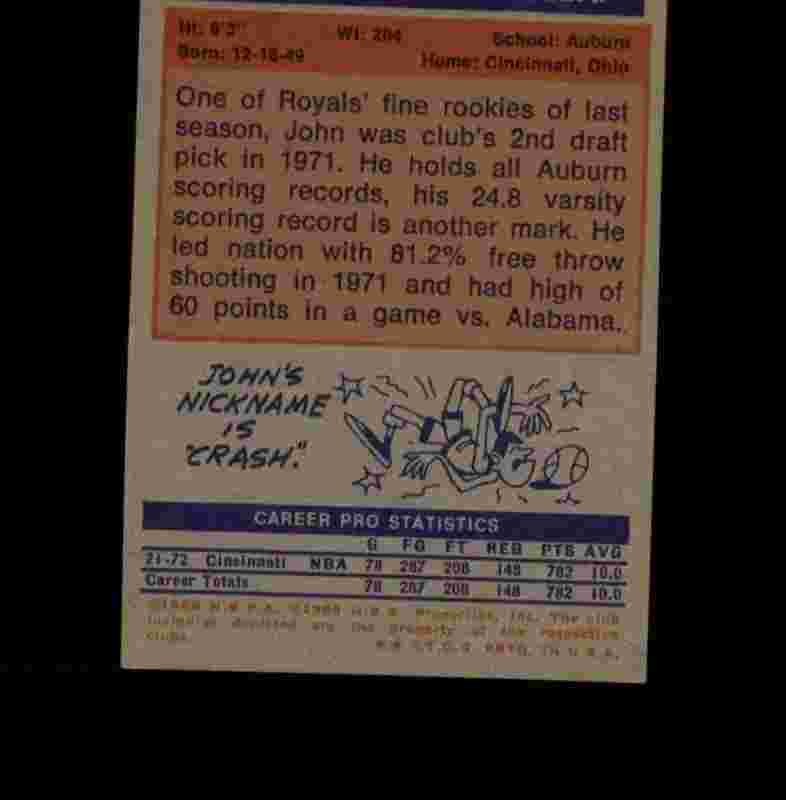 Ht: 6'3" Wt: 204 School: Auburn
Born: 12-18-49 Home: Cincinnati, Ohio
One of Royals' fine rookies of last
season, John was club's 2nd draft
pick in 1971. He holds all Auburn
scoring records, his 24.8 varsity
scoring record is another mark. He
led nation with 81.2% free throw
shooting in 1971 and had high of
60 points in a game vs. Alabama.
JOHN'S
NICKNAME
IS
"CRASH."
CAREER PRO STATISTICS
G FG FT REB PTS AVG
71-72 Cincinnati NBA 78 287 208 148 782 10.0
Career Totals 78 287 208 148 782 10.0
©1969 N.B.P.A. ©1969 N.B.A. Properties, Inc. The club
insignias depicted are the property of the respective
clubs.
PRTD. IN U.S.A.